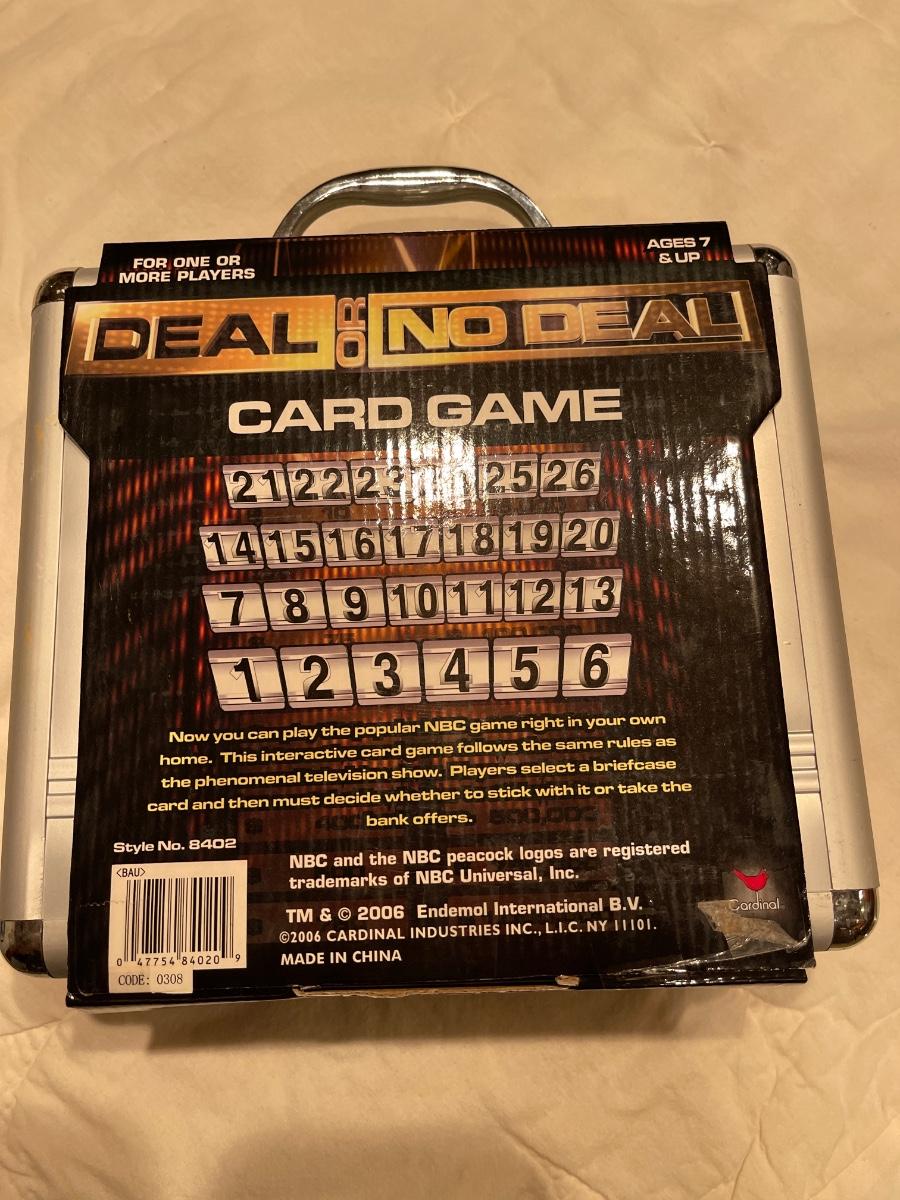 FOR ONE OR
MORE PLAYERS
AGES 7
& UP
DEAL OR NO DEAL
CARD GAME
21 22 23 25 26
14 15 16 17 18 19 20
7 8 9 10 11 12 13
1 2 3 4 5 6
Now you can play the popular NBC game right in your own
home. This interactive card game follows the same rules as
the phenomenal television show. Players select a briefcase
card and then must decide whether to stick with it or take the
bank offers.
Style No. 8402
<BAU>
0 47754 84020 9
CODE: 0308
NBC and the NBC peacock logos are registered
trademarks of NBC Universal, Inc.
TM & © 2006 Endemol International B.V.
©2006 CARDINAL INDUSTRIES INC., L.I.C. NY 11101.
MADE IN CHINA
Cardinal